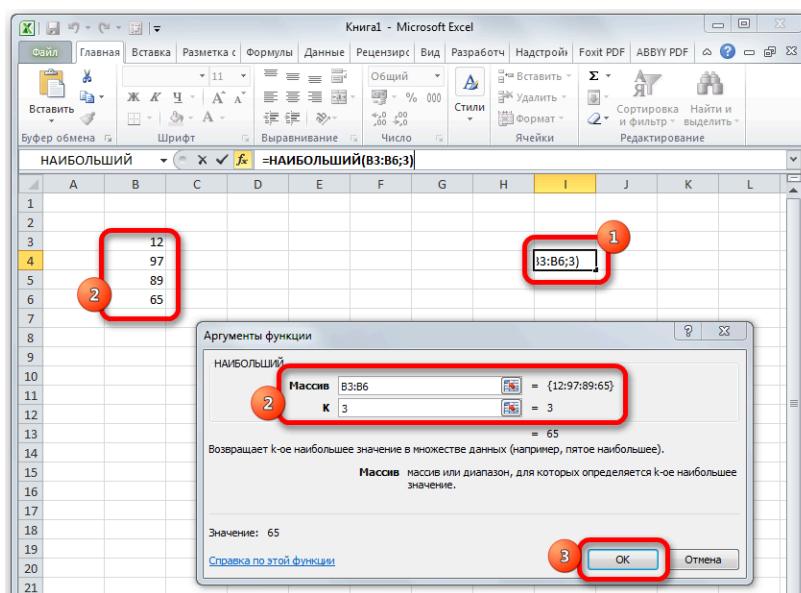 Книга1 - Microsoft Excel
Файл Главная Вставка Разметка с Формулы Данные Рецензирс Вид Разработч Надстройн Foxit PDF ABBYY PDF
Вставить
Ж К Ч
11
A A
A
Общий
% 000
Стили
Вставить
Удалить
Формат
Σ
Сортировка и фильтр
Найти и выделить
Буфер обмена Шрифт Выравнивание Число Ячейки Редактирование
НАИБОЛЬШИЙ fx =НАИБОЛЬШИЙ(B3:B6;3)
A B C D E F G H I J K L
1
2
3 12 1
4 97 B3:B6;3)
5 89
6 65
2
7
8 Аргументы функции
9 НАИБОЛЬШИЙ
10 Массив B3:B6 = {12:97:89:65}
11 2 К 3 = 3
12
13 = 65
14 Возвращает k-ое наибольшее значение в множестве данных (например, пятое наибольшее).
15 Массив массив или диапазон, для которых определяется k-ое наибольшее
16 значение.
17
18 Значение: 65
19
20 Справка по этой функции 3 ОК Отмена
21